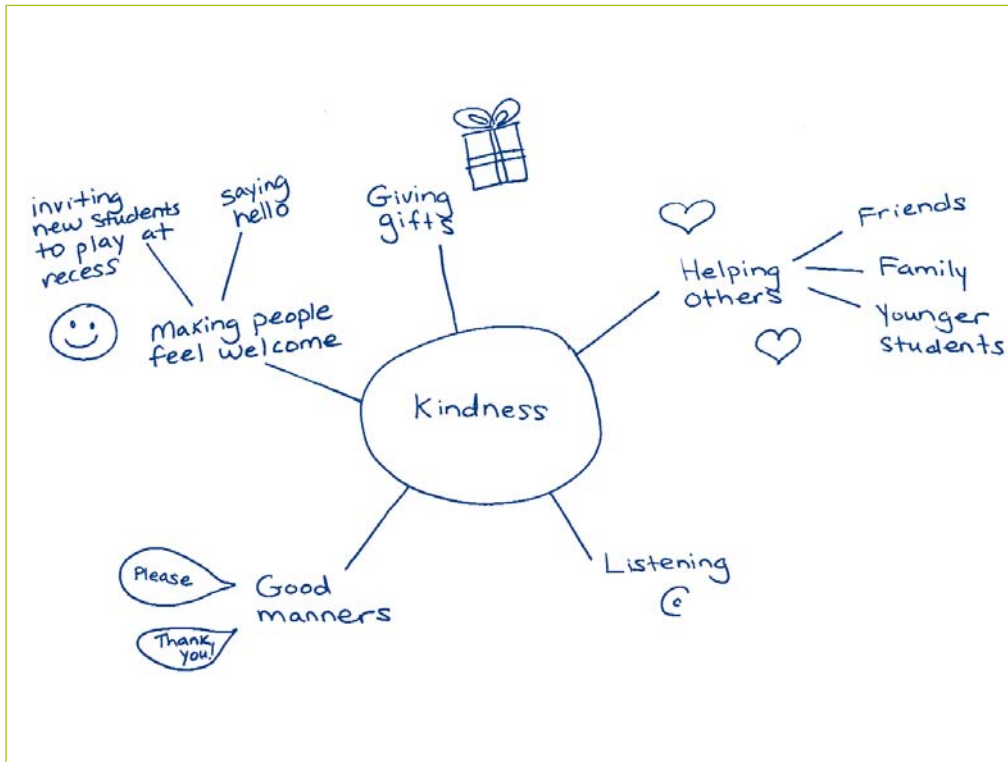 inviting
new students
to play at
recess
saying
hello
Making people
feel welcome
Giving
gifts
Helping
others
Friends
Family
Younger
Students
Kindness
Please
Thank
you!
Good
manners
Listening